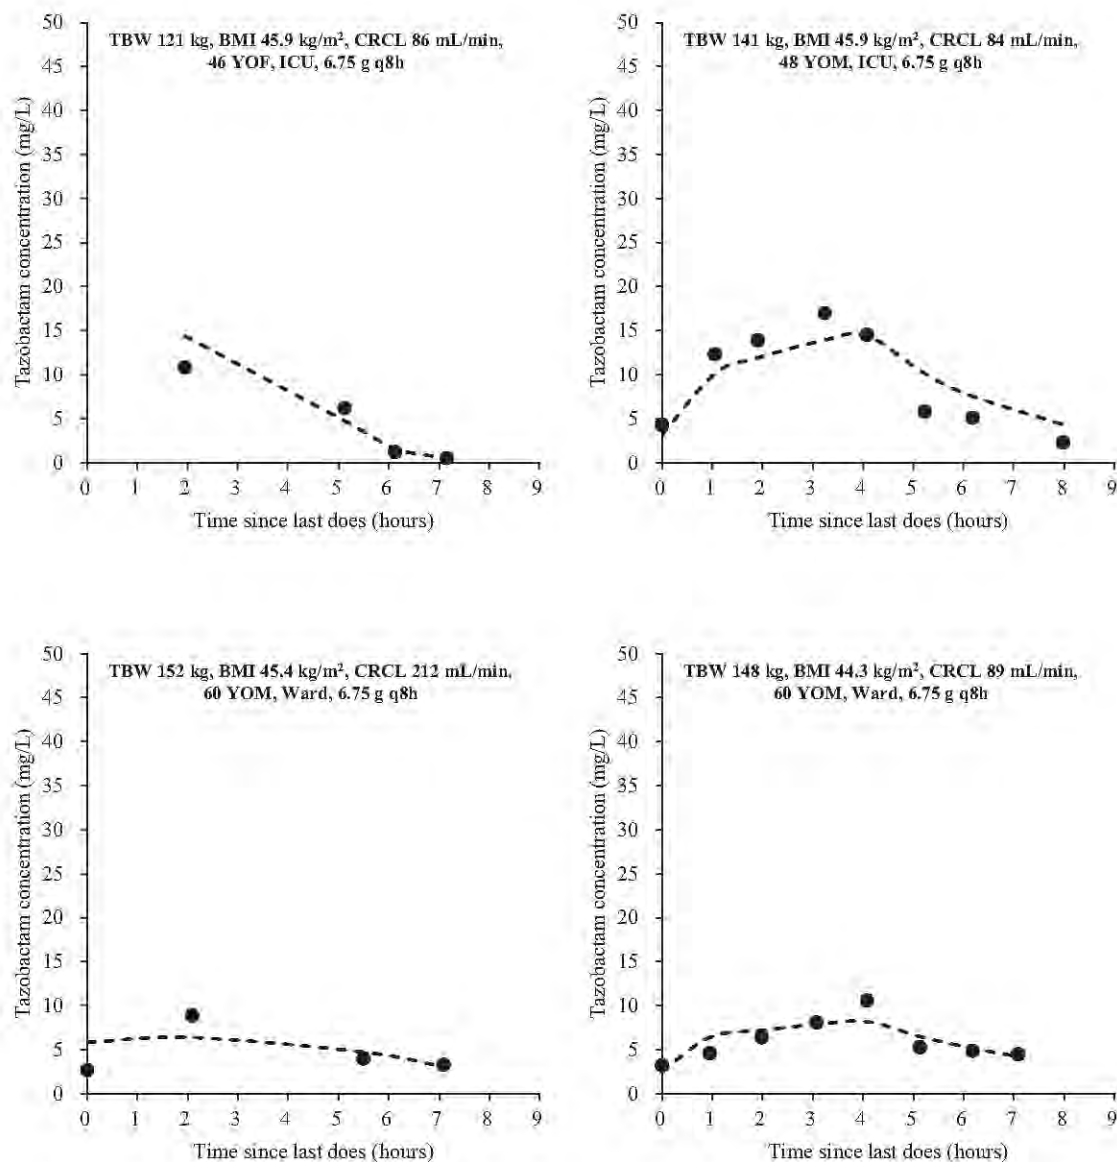 TBW 121 kg, BMI 45.9 kg/m², CRCL 86 mL/min,
46 YOF, ICU, 6.75 g q8h
Tazobactam concentration (mg/L)
50
45
40
35
30
25
20
15
10
5
0
0 1 2 3 4 5 6 7 8 9
Time since last does (hours)
TBW 141 kg, BMI 45.9 kg/m², CRCL 84 mL/min,
48 YOM, ICU, 6.75 g q8h
Tazobactam concentration (mg/L)
50
45
40
35
30
25
20
15
10
5
0
0 1 2 3 4 5 6 7 8 9
Time since last does (hours)
TBW 152 kg, BMI 45.4 kg/m², CRCL 212 mL/min,
60 YOM, Ward, 6.75 g q8h
Tazobactam concentration (mg/L)
50
45
40
35
30
25
20
15
10
5
0
0 1 2 3 4 5 6 7 8 9
Time since last does (hours)
TBW 148 kg, BMI 44.3 kg/m², CRCL 89 mL/min,
60 YOM, Ward, 6.75 g q8h
Tazobactam concentration (mg/L)
50
45
40
35
30
25
20
15
10
5
0
0 1 2 3 4 5 6 7 8 9
Time since last does (hours)